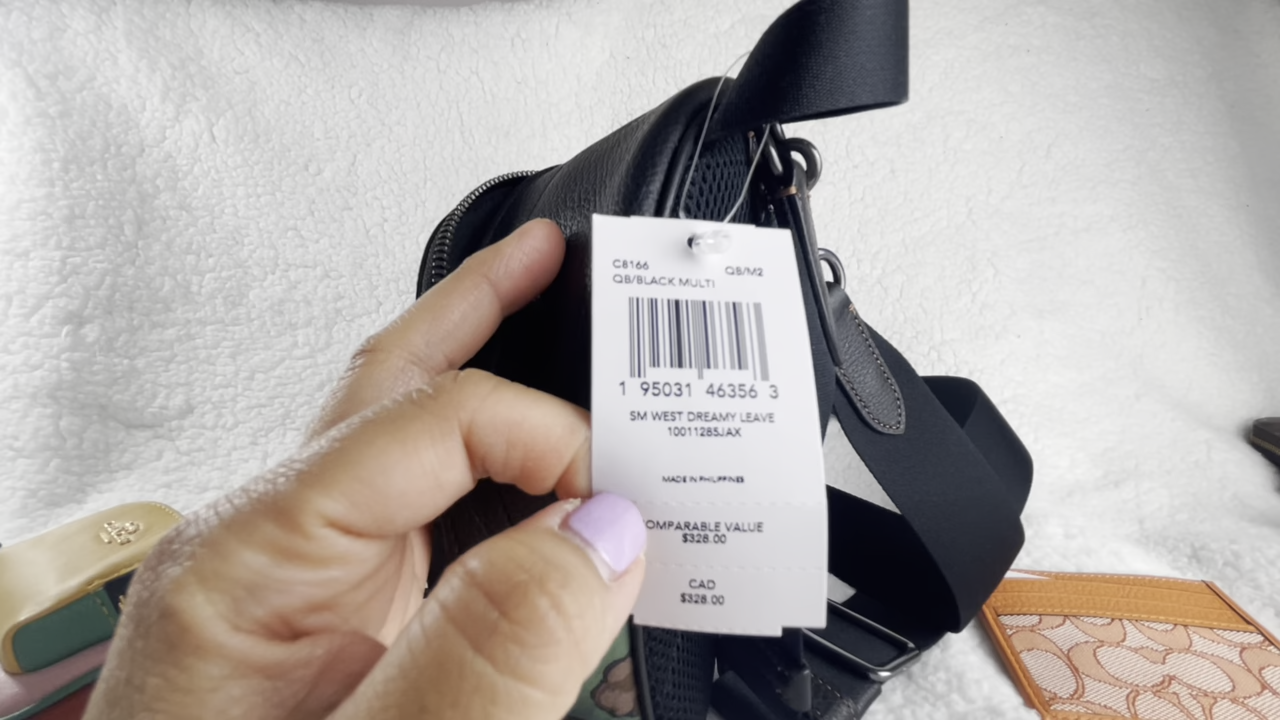 C8166 QB/M2
QB/BLACK MULTI
1 95031 46356 3
SM WEST DREAMY LEAVE
10011285JAX
MADE IN PHILIPPINES
OMPARABLE VALUE
$328.00
CAD
$328.00